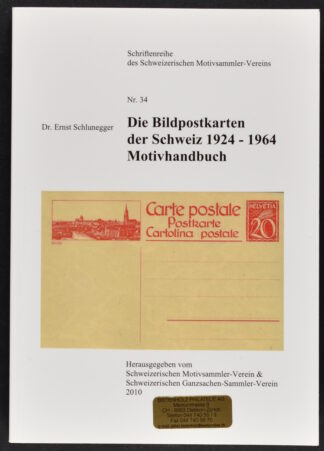 Schriftenreihe
des Schweizerischen Motivsammler-Vereins
Nr. 34
Dr. Ernst Schlunegger
Die Bildpostkarten
der Schweiz 1924 - 1964
Motivhandbuch
Carte postale
Postkarte
Cartolina postale
HELVETIA
20
Herausgegeben vom
Schweizerischen Motivsammler-Verein &
Schweizerischen Ganzsachen-Sammler-Verein
2010